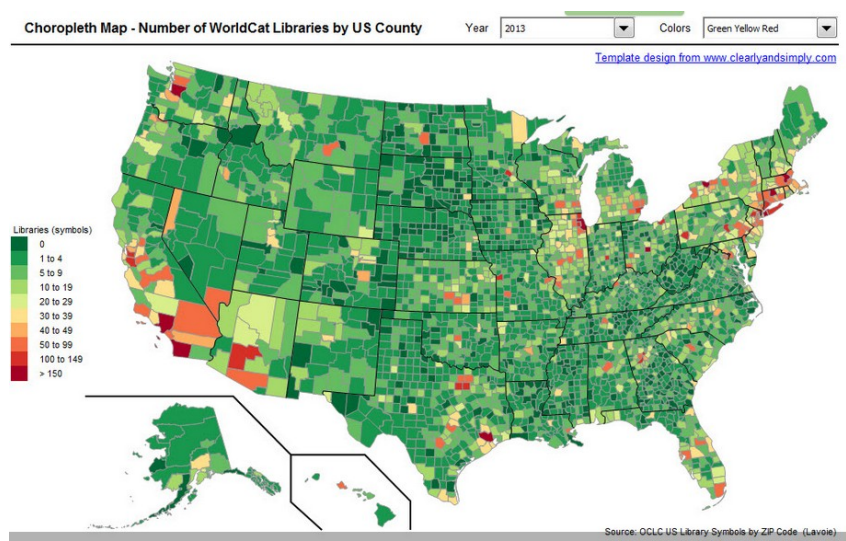 Choropleth Map - Number of WorldCat Libraries by US County
Year 2013 Colors Green Yellow Red
Template design from www.clearlyandsimply.com
Libraries (symbols)
0
1 to 4
5 to 9
10 to 19
20 to 29
30 to 39
40 to 49
50 to 99
100 to 149
> 150
Source: OCLC US Library Symbols by ZIP Code (Lavoie)